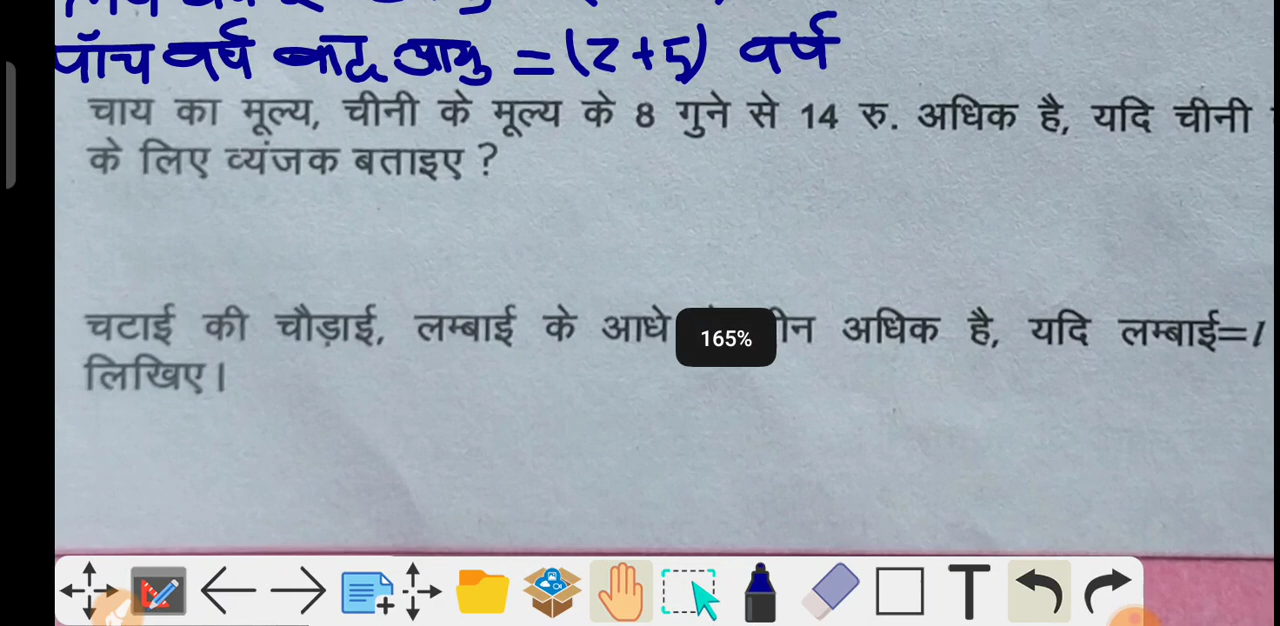 पाँच वर्ष बाद आयु = (z+5) वर्ष
चाय का मूल्य, चीनी के मूल्य के 8 गुने से 14 रु. अधिक है, यदि चीनी
के लिए व्यंजक बताइए ?
चटाई की चौड़ाई, लम्बाई के आधे अधिक है, यदि लम्बाई=l
165%
लिखिए।
T